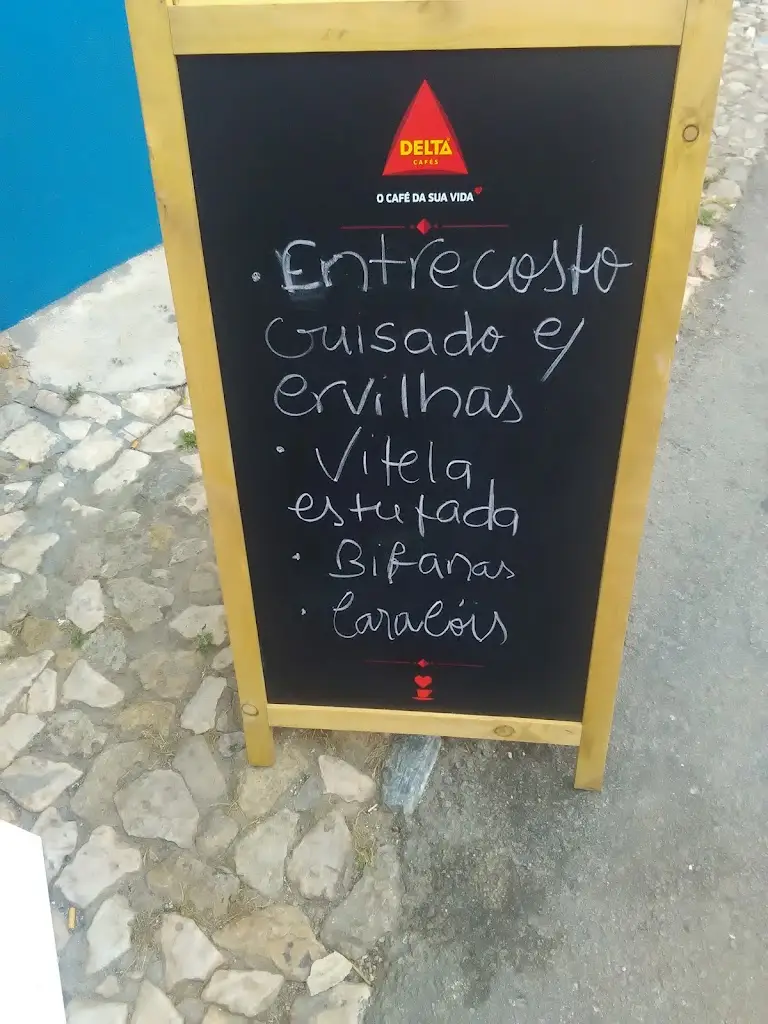 DELTA
CAFÉS
O CAFÉ DA SUA VIDA
• Entrecosto
Guisado c/
ervilhas
• Vitela
estufada
• Bifanas
• Caracóis